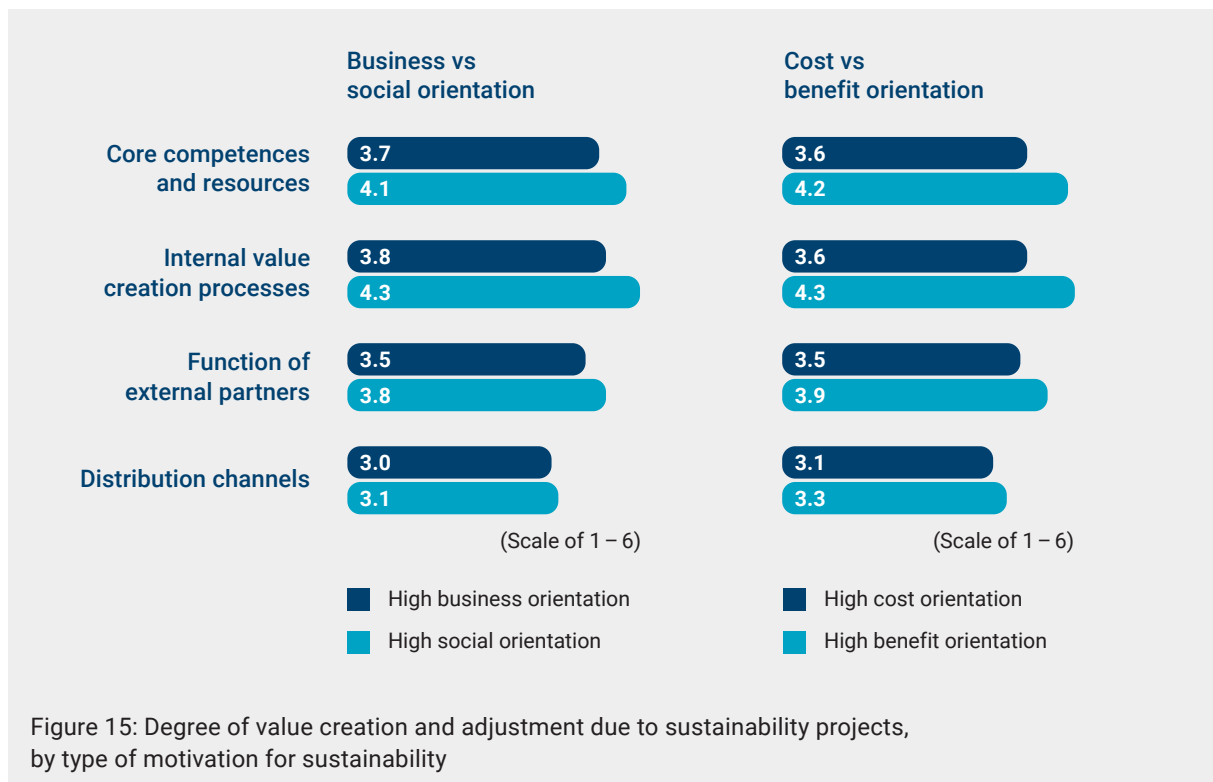 Business vs
social orientation
Cost vs
benefit orientation
Core competences
and resources
3.7
4.1
3.6
4.2
Internal value
creation processes
3.8
4.3
3.6
4.3
Function of
external partners
3.5
3.8
3.5
3.9
Distribution channels
3.0
3.1
3.1
3.3
(Scale of 1 – 6)
(Scale of 1 – 6)
High business orientation
High social orientation
High cost orientation
High benefit orientation
Figure 15: Degree of value creation and adjustment due to sustainability projects,
by type of motivation for sustainability